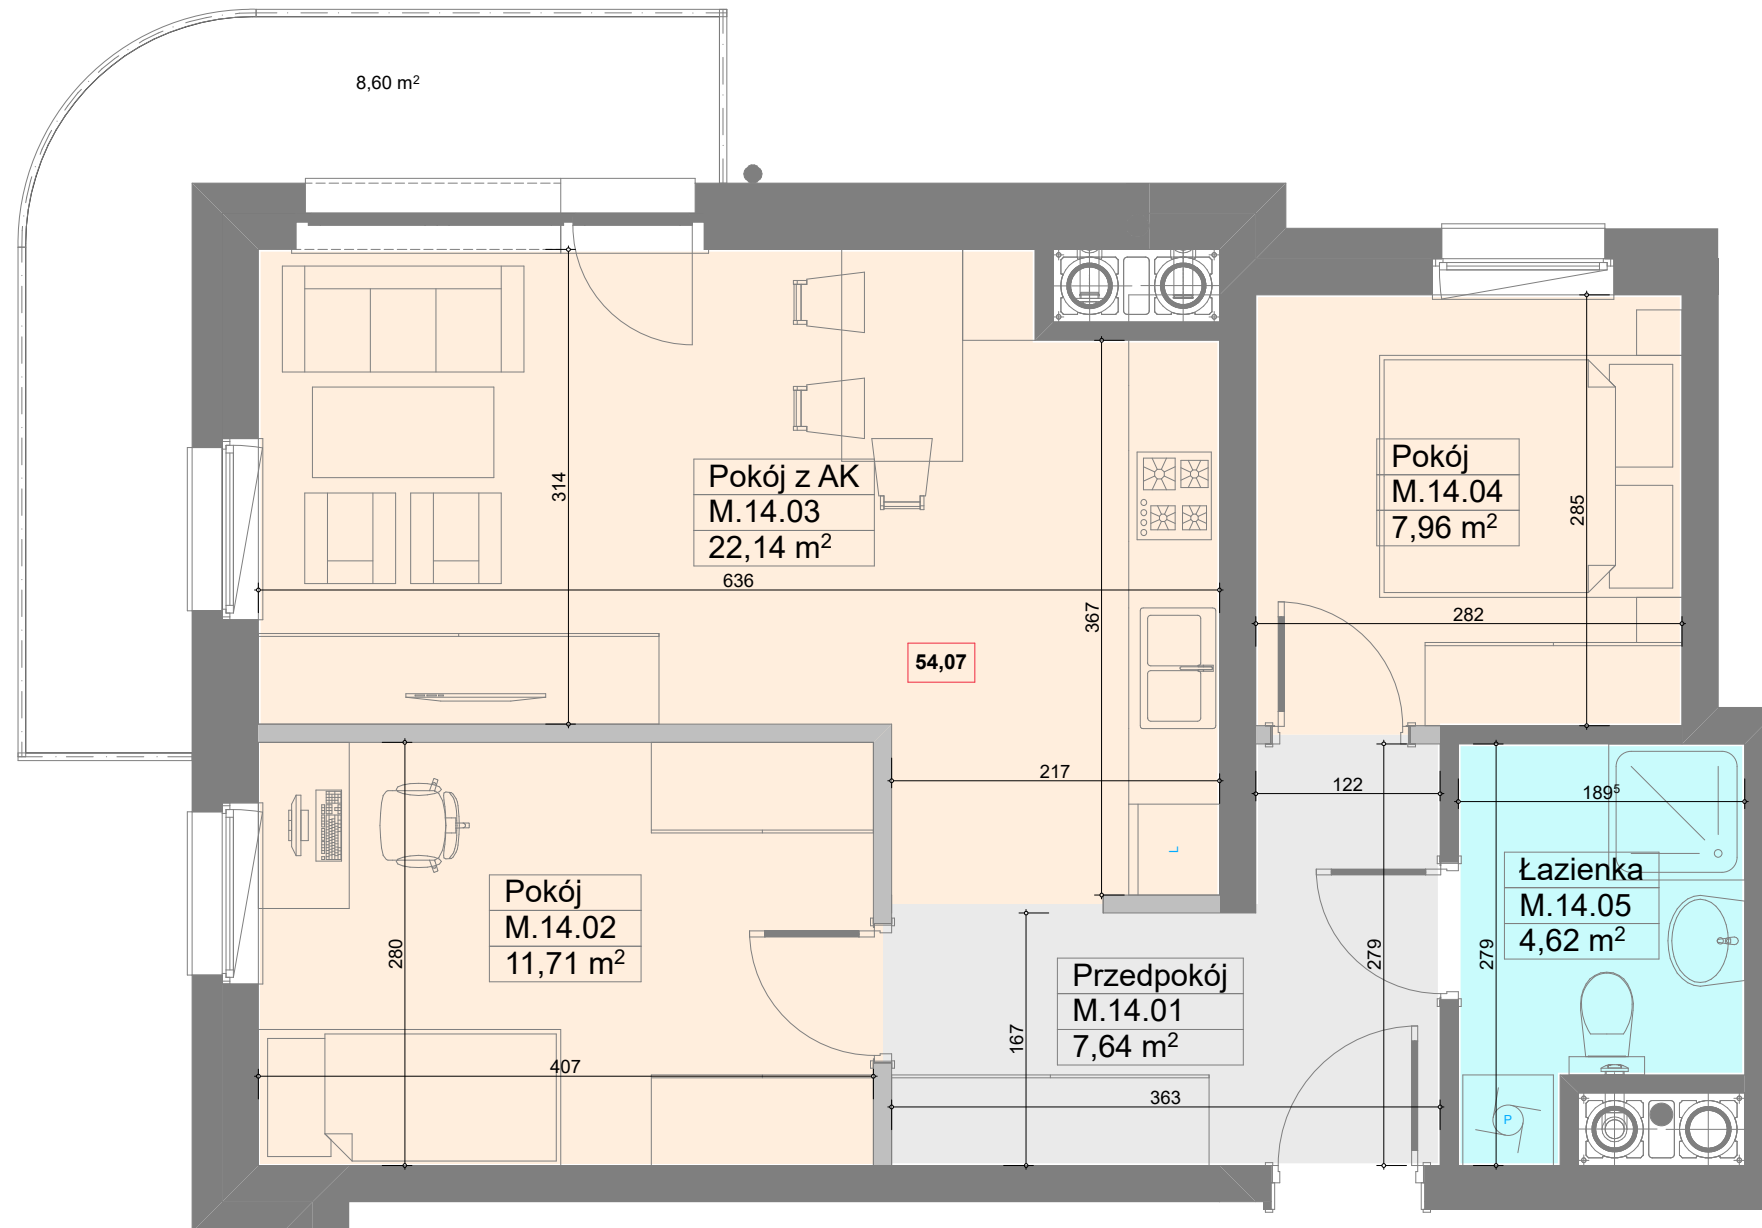 8,60 m²
Pokój z AK
M.14.03
22,14 m²
314
636
367
54,07
217
Pokój
M.14.04
7,96 m²
285
282
122
189⁵
Łazienka
M.14.05
4,62 m²
279
279
L
Pokój
M.14.02
11,71 m²
280
407
Przedpokój
M.14.01
7,64 m²
167
363
P